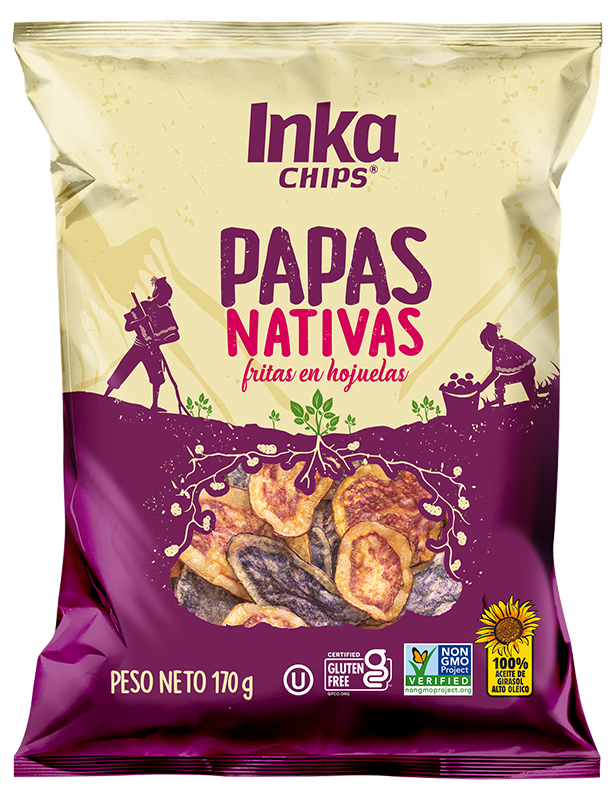 Inka
CHIPS®
PAPAS
NATIVAS
fritas en hojuelas
PESO NETO 170 g
U
CERTIFIED
GLUTEN
FREE
GFCO.ORG
NON
GMO
Project
VERIFIED
nongmoproject.org
100%
ACEITE DE
GIRASOL
ALTO OLEICO